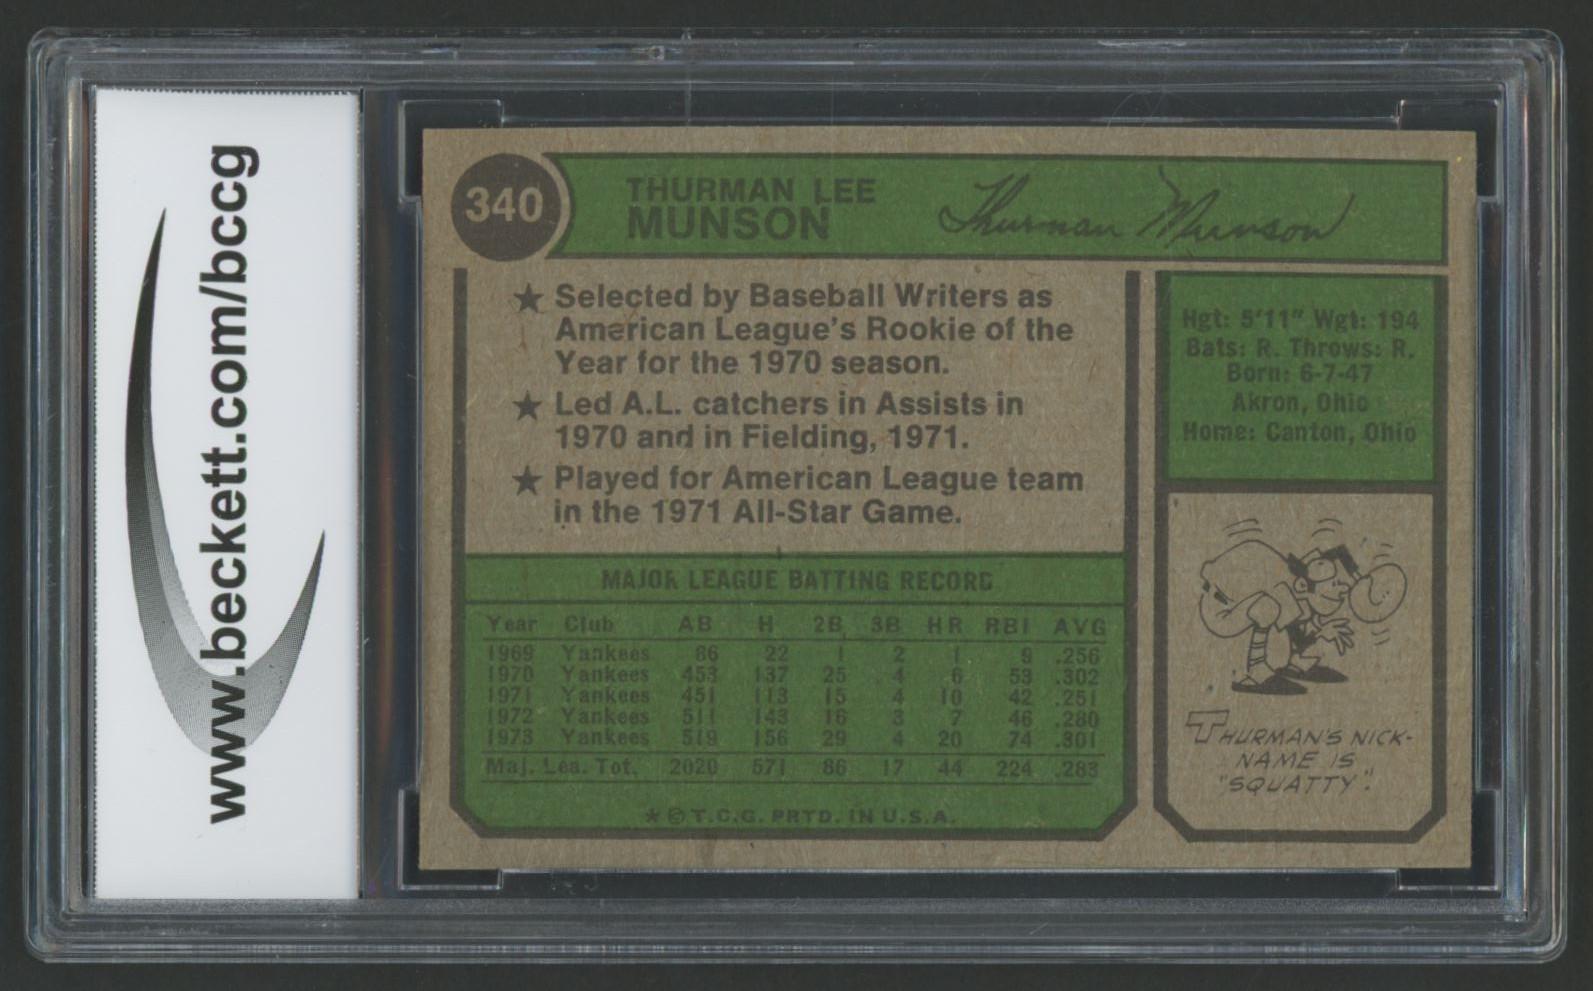 www.beckett.com/bccg
340
THURMAN LEE
MUNSON
Thurman Munson
★ Selected by Baseball Writers as
American League's Rookie of the
Year for the 1970 season.
★ Led A.L. catchers in Assists in
1970 and in Fielding, 1971.
★ Played for American League team
in the 1971 All-Star Game.
Hgt: 5'11" Wgt: 194
Bats: R. Throws: R.
Born: 6-7-47
Akron, Ohio
Home: Canton, Ohio
MAJOR LEAGUE BATTING RECORD
Year Club AB H 2B 3B HR RBI AVG
1969 Yankees 86 22 1 2 1 9 .256
1970 Yankees 453 137 25 4 6 53 .302
1971 Yankees 451 113 15 4 10 42 .251
1972 Yankees 511 143 16 3 7 46 .280
1973 Yankees 519 156 29 4 20 74 .301
Maj. Lea. Tot. 2020 571 86 17 44 224 .283
★ © T.C.G. PRTD. IN U.S.A.
THURMAN'S NICK-
NAME IS
"SQUATTY".